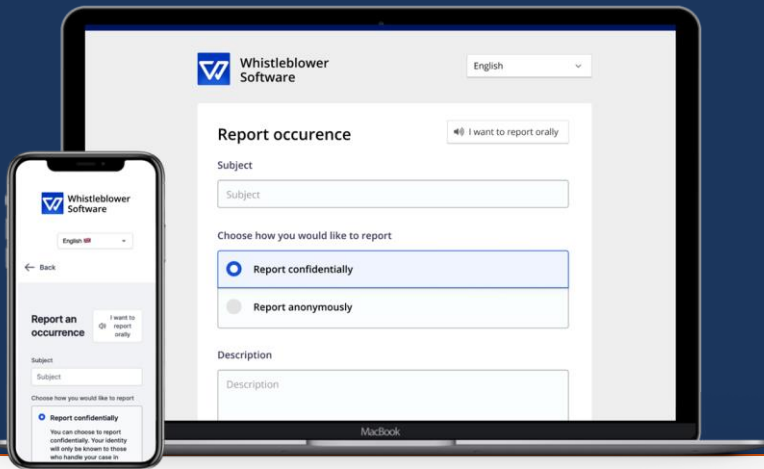 Whistleblower
Software
English
Report occurence
I want to report orally
Subject
Subject
Choose how you would like to report
Report confidentially
Report anonymously
Description
Description
MacBook
Whistleblower
Software
English
← Back
Report an
occurrence
I want to
report
orally
Subject
Subject
Choose how you would like to report
Report confidentially
You can choose to report
confidentially. Your identity
will only be known to those
who handle your case in